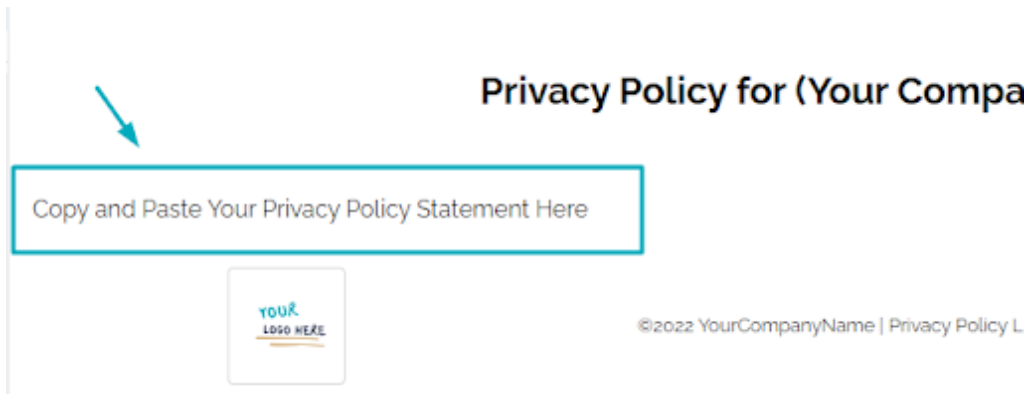 Privacy Policy for (Your Compa
Copy and Paste Your Privacy Policy Statement Here
YOUR
LOGO HERE
©2022 YourCompanyName | Privacy Policy L